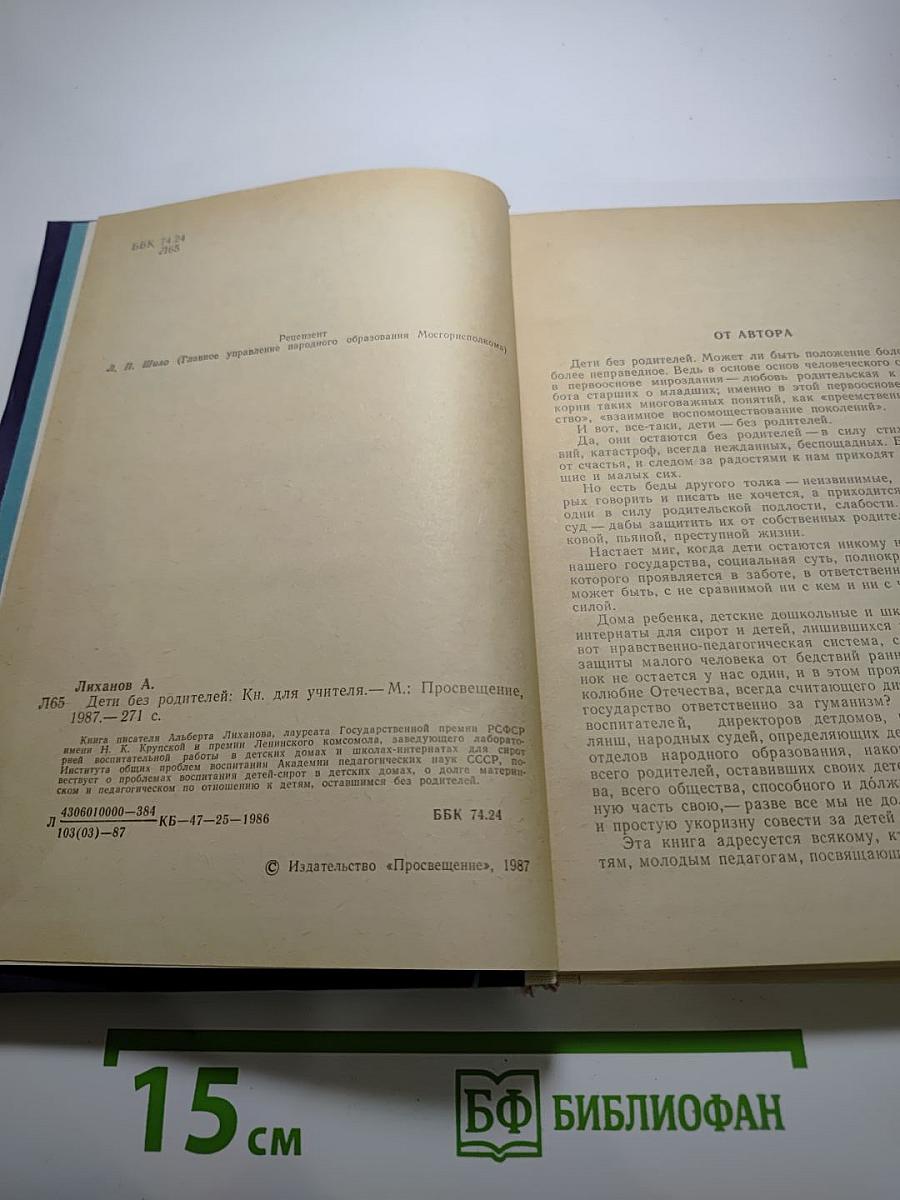 ББК 74.24
Л65
Рецензент
Л. П. Шило (Главное управление народного образования Мосгорисполкома)
Лиханов А.
Л65 Дети без родителей: Кн. для учителя.— М.: Просвещение,
1987.— 271 с.
Книга писателя Альберта Лиханова, лауреата Государственной премии РСФСР
имени Н. К. Крупской и премии Ленинского комсомола, заведующего лаборато-
рией воспитательной работы в детских домах и школах-интернатах для сирот
Института общих проблем воспитания Академии педагогических наук СССР, по-
вествует о проблемах воспитания детей-сирот в детских домах, о долге материн-
ском и педагогическом по отношению к детям, оставшимся без родителей.
Л 4306010000—384
103(03)—87 КБ—47—25—1986
ББК 74.24
© Издательство «Просвещение», 1987
ОТ АВТОРА
Дети без родителей. Может ли быть положение боле
более неправедное. Ведь в основе основ человеческого с
в первооснове мироздания — любовь родительская к
бота старших о младших; именно в этой первооснове
корни таких многоважных понятий, как «преемствен
ство», «взаимное воспомоществование поколений».
И вот, все-таки, дети — без родителей.
Да, они остаются без родителей — в силу стих
вий, катастроф, всегда нежданных, беспощадных. Б
от счастья, и следом за радостями к нам приходят
щие и малых сих.
Но есть беды другого толка — неизвинимые,
рых говорить и писать не хочется, а приходится
одни в силу родительской подлости, слабости.
суд — дабы защитить их от собственных родител
ковой, пьяной, преступной жизни.
Настает миг, когда дети остаются никому н
нашего государства, социальная суть, полнокр
которого проявляется в заботе, в ответственн
может быть, с не сравнимой ни с кем и ни с ч
силой.
Дома ребенка, детские дошкольные и шк
интернаты для сирот и детей, лишившихся
вот нравственно-педагогическая система, с
защиты малого человека от бедствий ранн
нок не остается у нас один, и в этом проя
колюбие Отечества, всегда считающего ди
государство ответственно за гуманизм?
воспитателей, директоров детдомов,
лянш, народных судей, определяющих де
отделов народного образования, нако
всего родителей, оставивших своих дете
ва, всего общества, способного и до́лжн
ную часть свою,— разве все мы не дол
и простую укоризну совести за детей
Эта книга адресуется всякому, к
тям, молодым педагогам, посвящающ
15 см
БФ БИБЛИОФАН